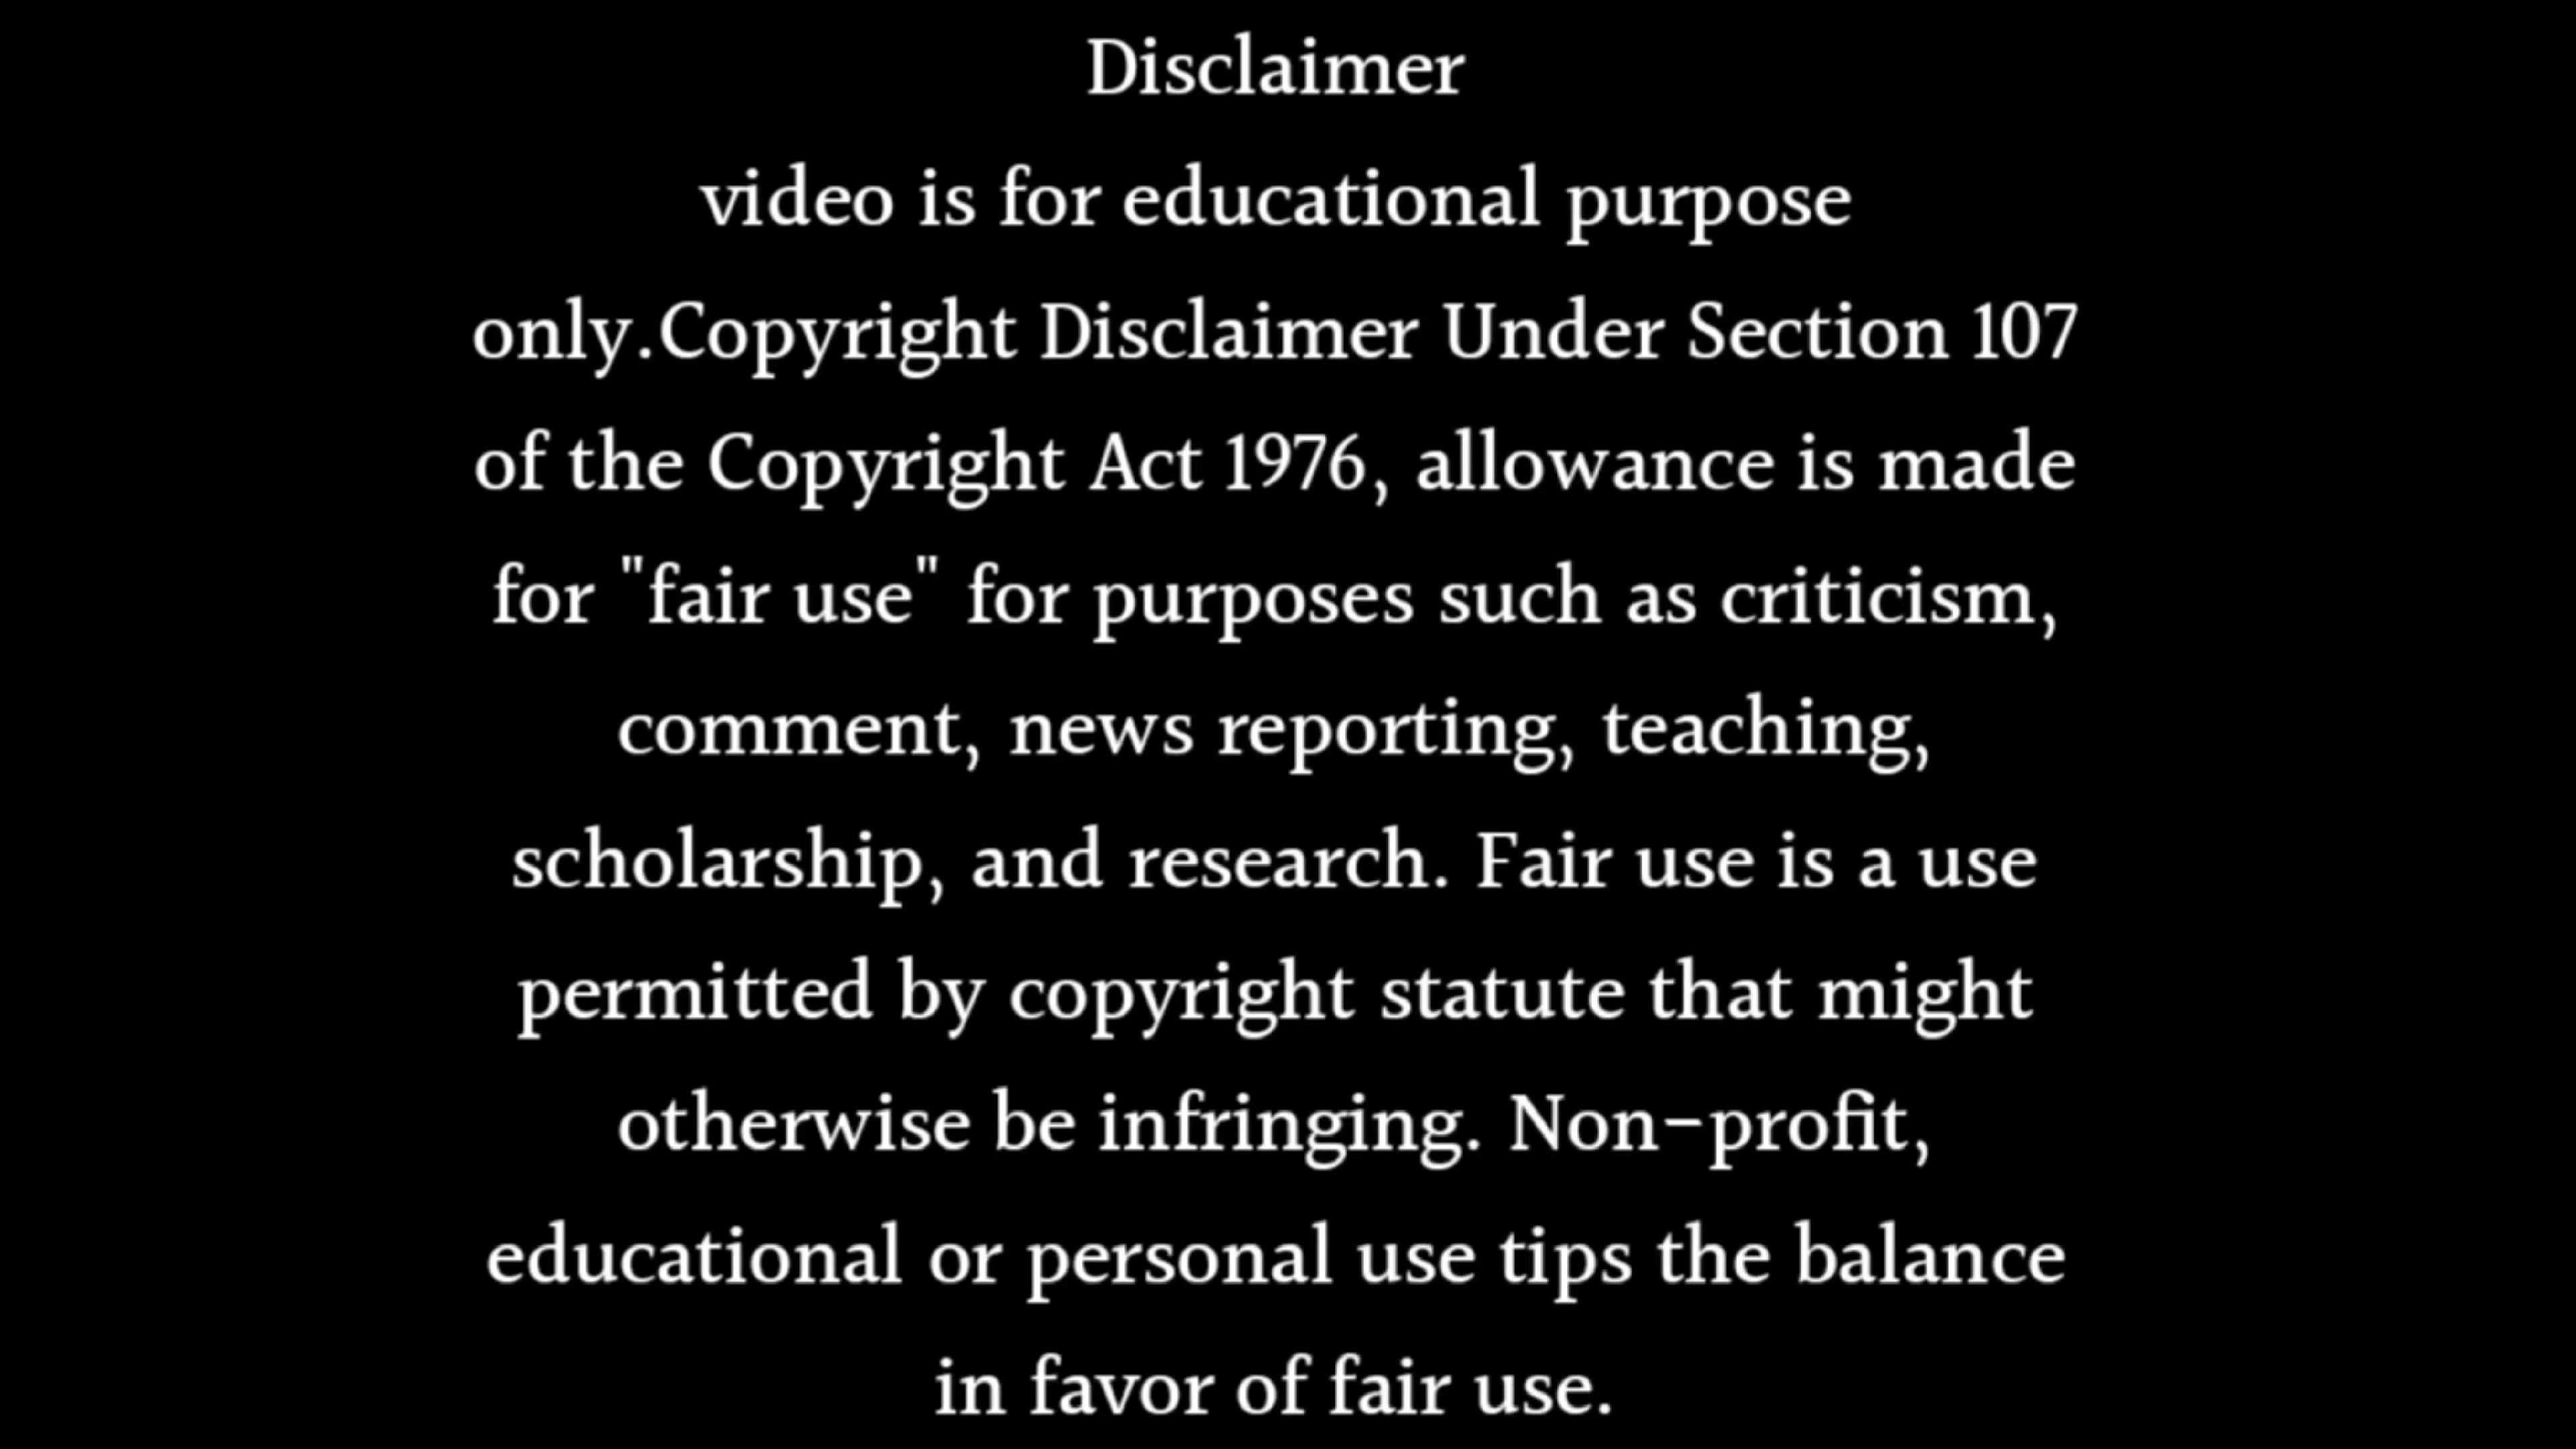 Disclaimer
video is for educational purpose
only.Copyright Disclaimer Under Section 107
of the Copyright Act 1976, allowance is made
for "fair use" for purposes such as criticism,
comment, news reporting, teaching,
scholarship, and research. Fair use is a use
permitted by copyright statute that might
otherwise be infringing. Non-profit,
educational or personal use tips the balance
in favor of fair use.